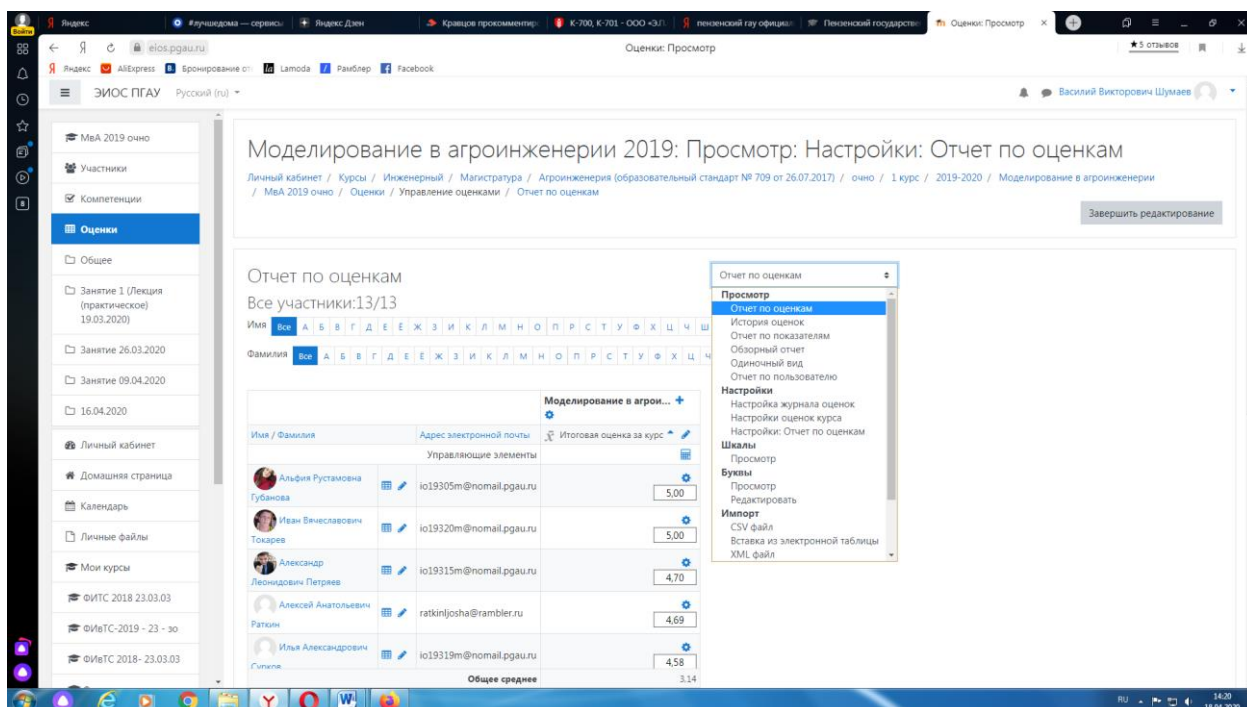 Войти
Яндекс
#лучшедома — сервисы
Яндекс Дзен
Кравцов прокомментир
К-700, К-701 - ООО «З.Г
пензенский гау официал
Пензенский государствен
Оценки: Просмотр
elos.pgau.ru
Оценки: Просмотр
★5 отзывов
Яндекс
AliExpress
Бронирование от
Lamoda
Рамблер
Facebook
ЭИОС ПГАУ
Русский (ru)
Василий Викторович Шумаев
МвА 2019 очно
Участники
Компетенции
Оценки
Общее
Занятие 1 (Лекция
(практическое)
19.03.2020)
Занятие 26.03.2020
Занятие 09.04.2020
16.04.2020
Личный кабинет
Домашняя страница
Календарь
Личные файлы
Мои курсы
ФИТС 2018 23.03.03
ФИвТС-2019 - 23 - зо
ФИвТС 2018- 23.03.03
Моделирование в агроинженерии 2019: Просмотр: Настройки: Отчет по оценкам
Личный кабинет / Курсы / Инженерный / Магистратура / Агроинженерия (образовательный стандарт № 709 от 26.07.2017) / очно / 1 курс / 2019-2020 / Моделирование в агроинженерии
/ МвА 2019 очно / Оценки / Управление оценками / Отчет по оценкам
Завершить редактирование
Отчет по оценкам
Все участники:13/13
Имя Все А Б В Г Д Е Ё Ж З И К Л М Н О П Р С Т У Ф Х Ц Ч Ш
Фамилия Все А Б В Г Д Е Ё Ж З И К Л М Н О П Р С Т У Ф Х Ц Ч
Моделирование в агрои...
Имя / Фамилия
Адрес электронной почты
Итоговая оценка за курс
Управляющие элементы
Альфия Рустамовна
Губанова
io19305m@nomail.pgau.ru
5,00
Иван Вячеславович
Токарев
io19320m@nomail.pgau.ru
5,00
Александр
Леонидович Петряев
io19315m@nomail.pgau.ru
4,70
Алексей Анатольевич
Раткин
ratkinljosha@rambler.ru
4,69
Илья Александрович
Сурков
io19319m@nomail.pgau.ru
4,58
Общее среднее
3,14
Отчет по оценкам
Просмотр
Отчет по оценкам
История оценок
Отчет по показателям
Обзорный отчет
Одиночный вид
Отчет по пользователю
Настройки
Настройка журнала оценок
Настройки оценок курса
Настройки: Отчет по оценкам
Шкалы
Просмотр
Буквы
Просмотр
Редактировать
Импорт
CSV файл
Вставка из электронной таблицы
XML файл
RU
14:20
18.04.2020